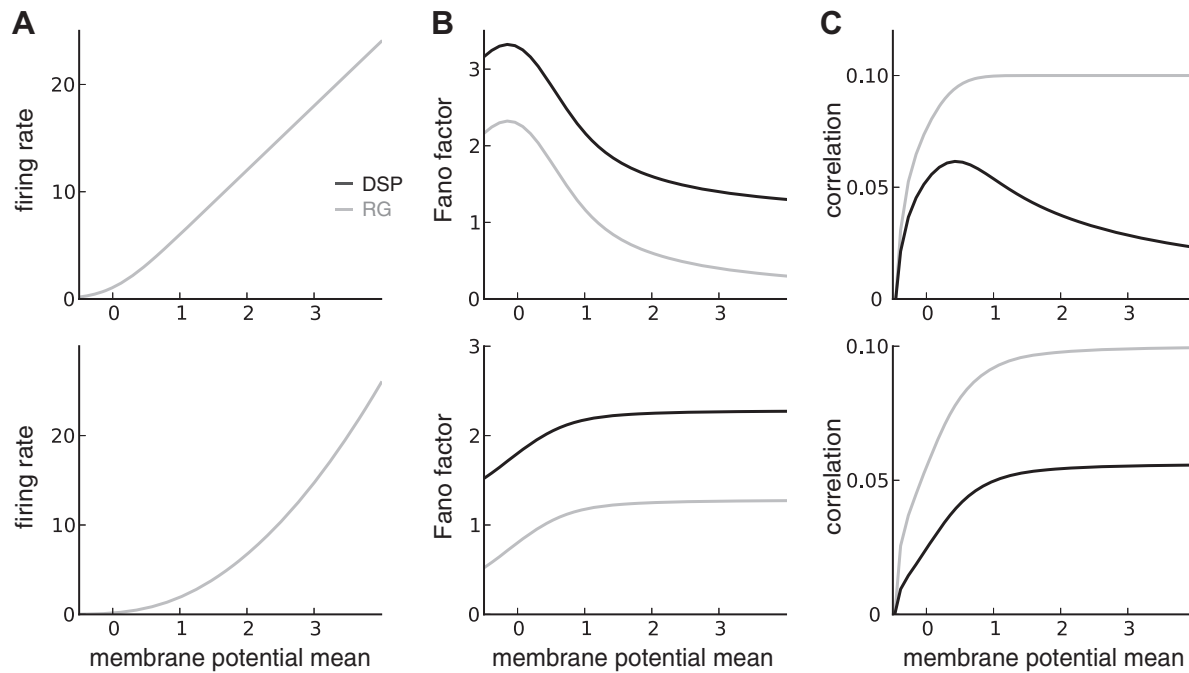 A
B
C
firing rate
20
10
0
0 1 2 3
DSP
RG
Fano factor
3
2
1
0
0 1 2 3
correlation
0.10
0.05
0
0 1 2 3
firing rate
20
10
0
0 1 2 3
membrane potential mean
Fano factor
3
2
1
0
0 1 2 3
membrane potential mean
correlation
0.10
0.05
0
0 1 2 3
membrane potential mean